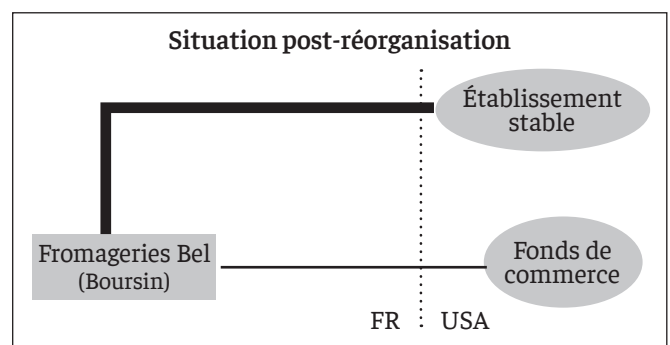 Situation post-réorganisation
Établissement
stable
Fromageries Bel
(Boursin)
Fonds de
commerce
FR
USA